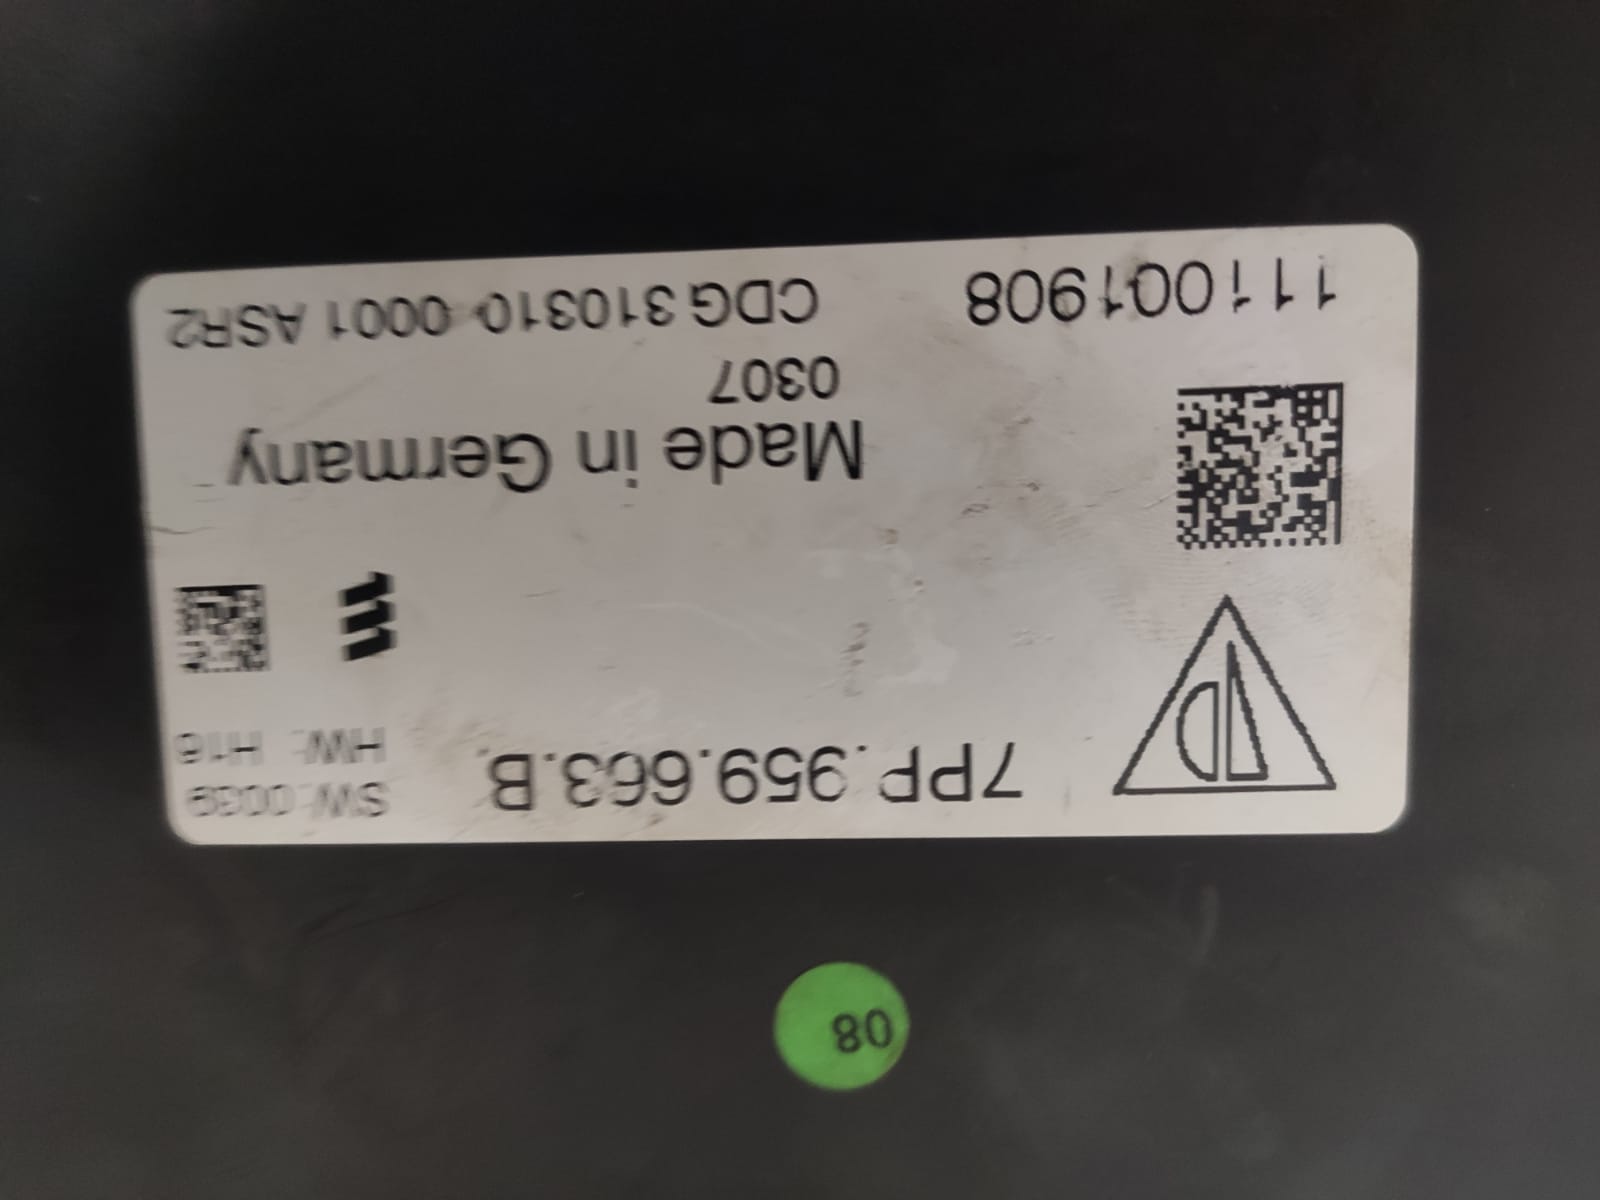 08
7PP.959.663.B. SW:0039
HW: H16
Made in Germany
0307
111001908 CDG 310310-0001 ASR2